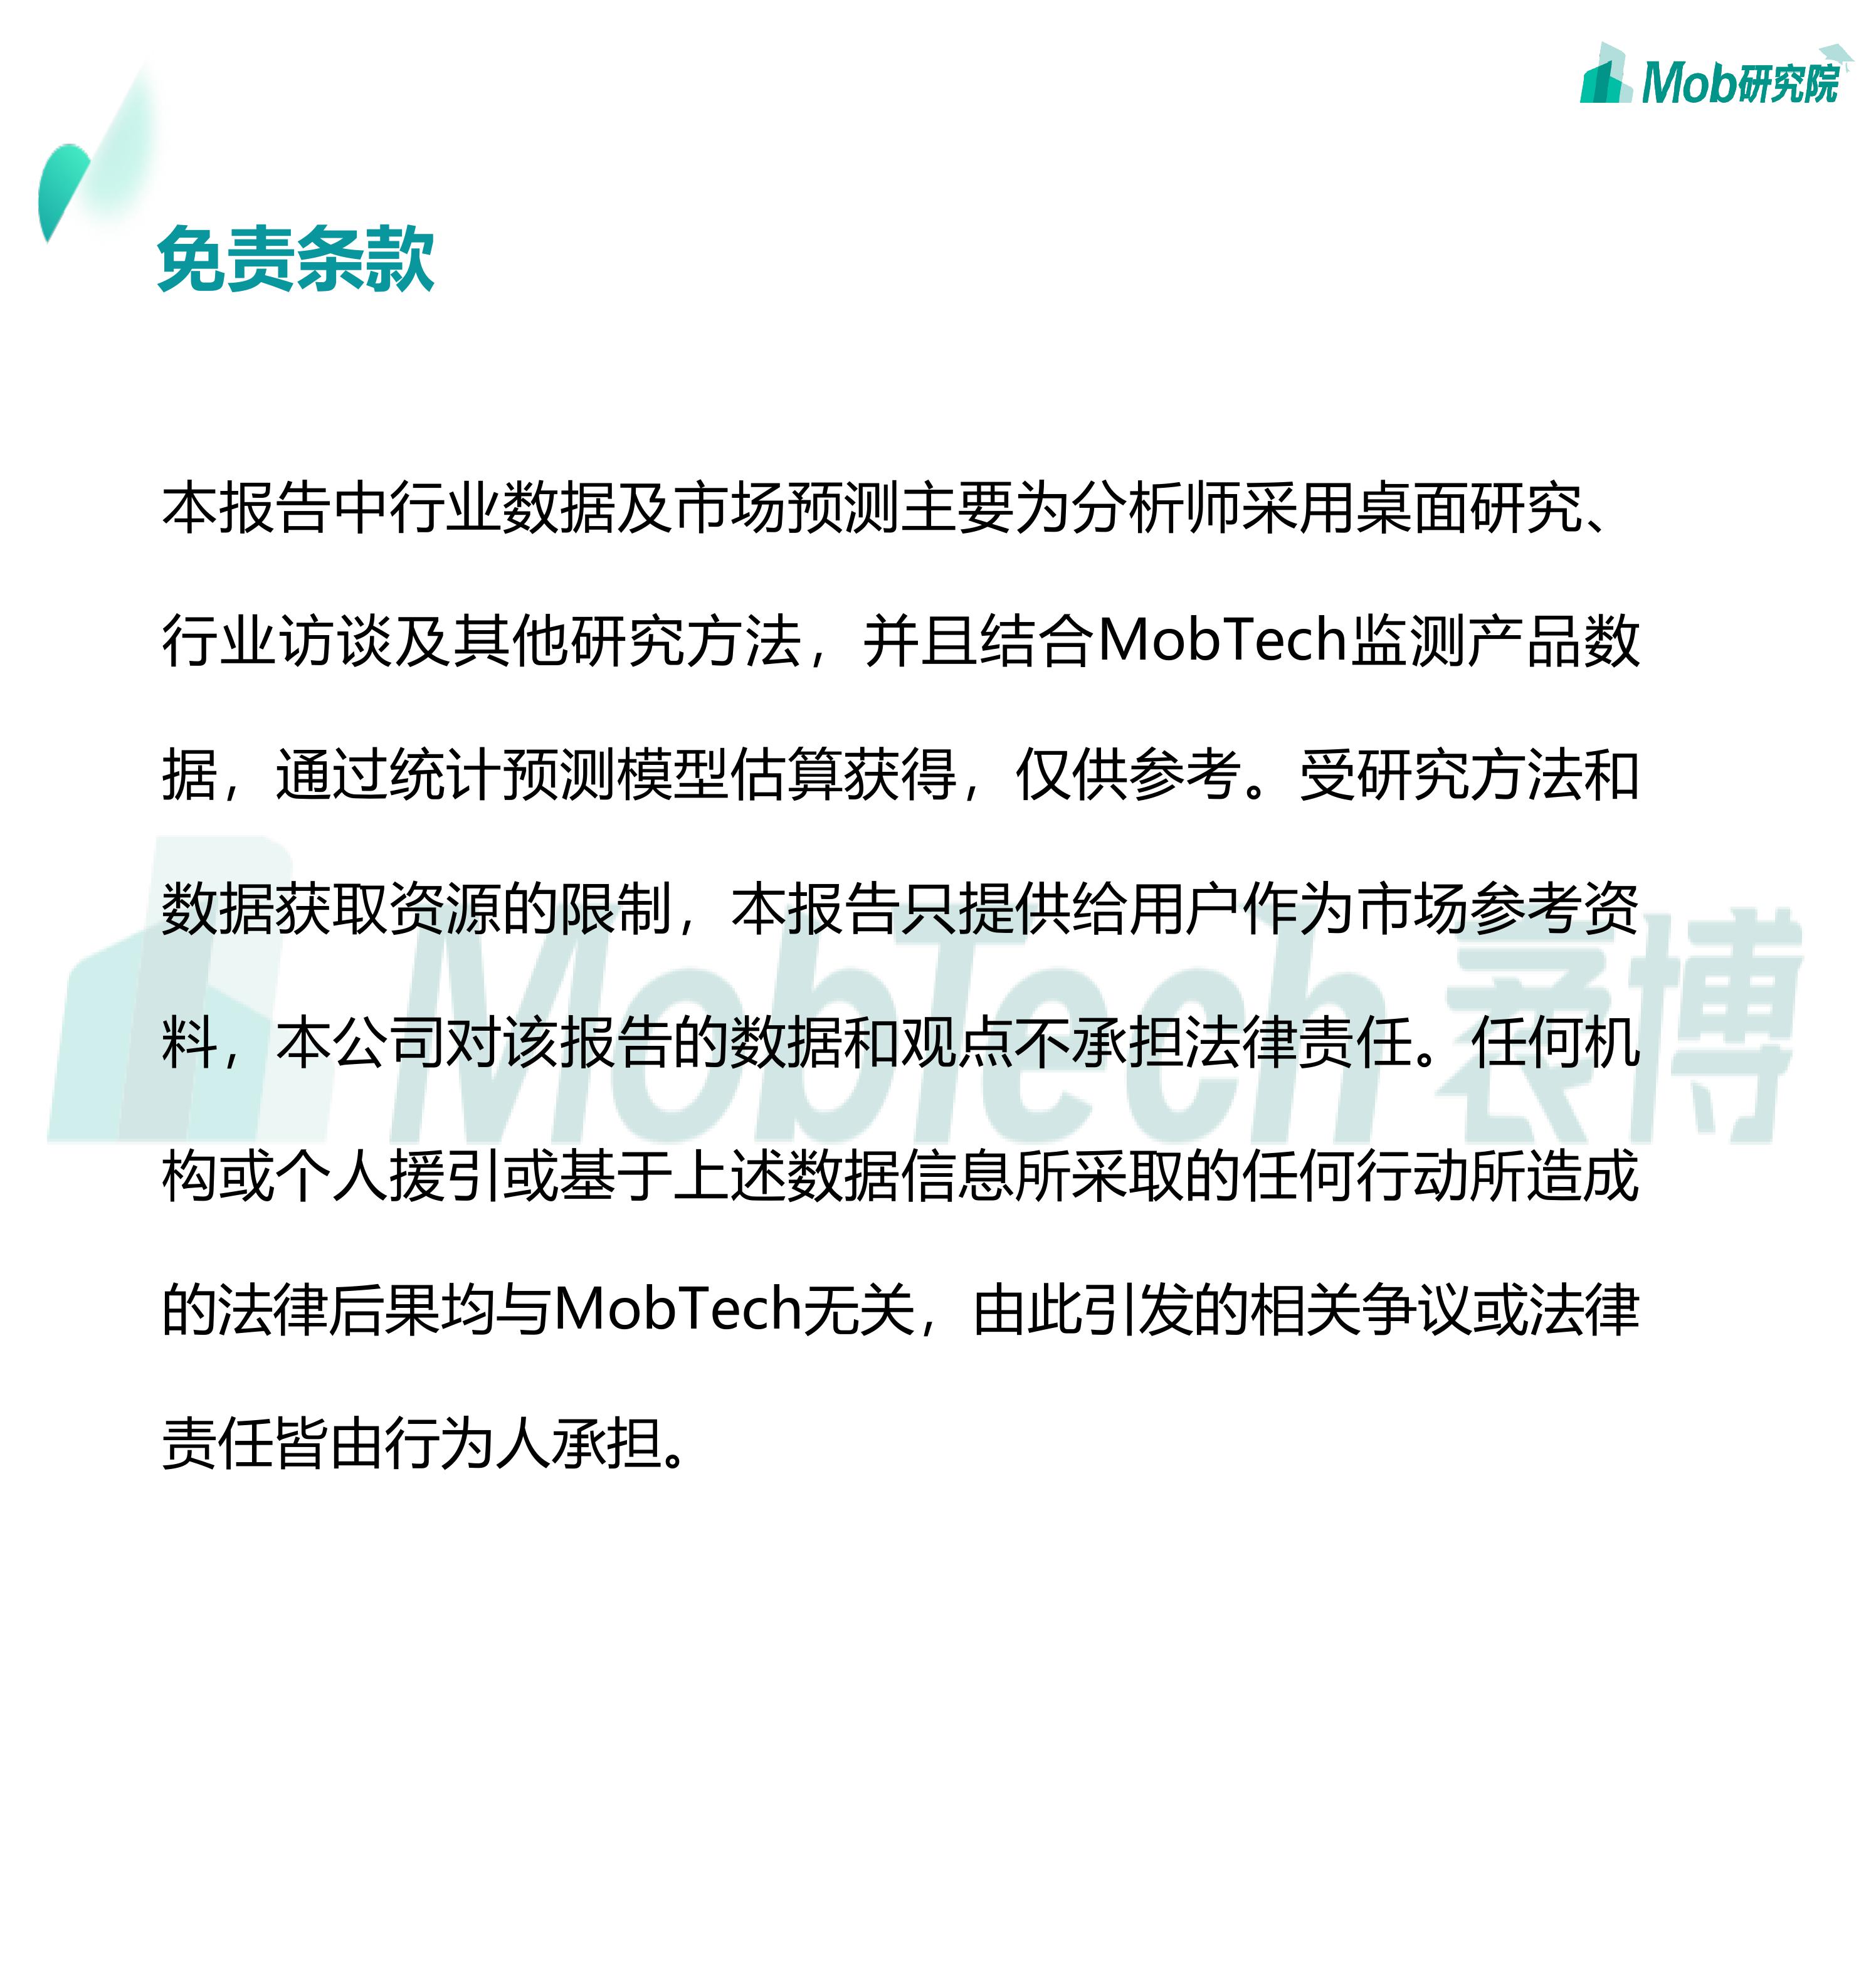 Mob研究院
免责条款
本报告中行业数据及市场预测主要为分析师采用桌面研究、
行业访谈及其他研究方法，并且结合MobTech监测产品数
据，通过统计预测模型估算获得，仅供参考。受研究方法和
数据获取资源的限制，本报告只提供给用户作为市场参考资
料，本公司对该报告的数据和观点不承担法律责任。任何机
构或个人援引或基于上述数据信息所采取的任何行动所造成
的法律后果均与MobTech无关，由此引发的相关争议或法律
责任皆由行为人承担。
MobTech 袤博